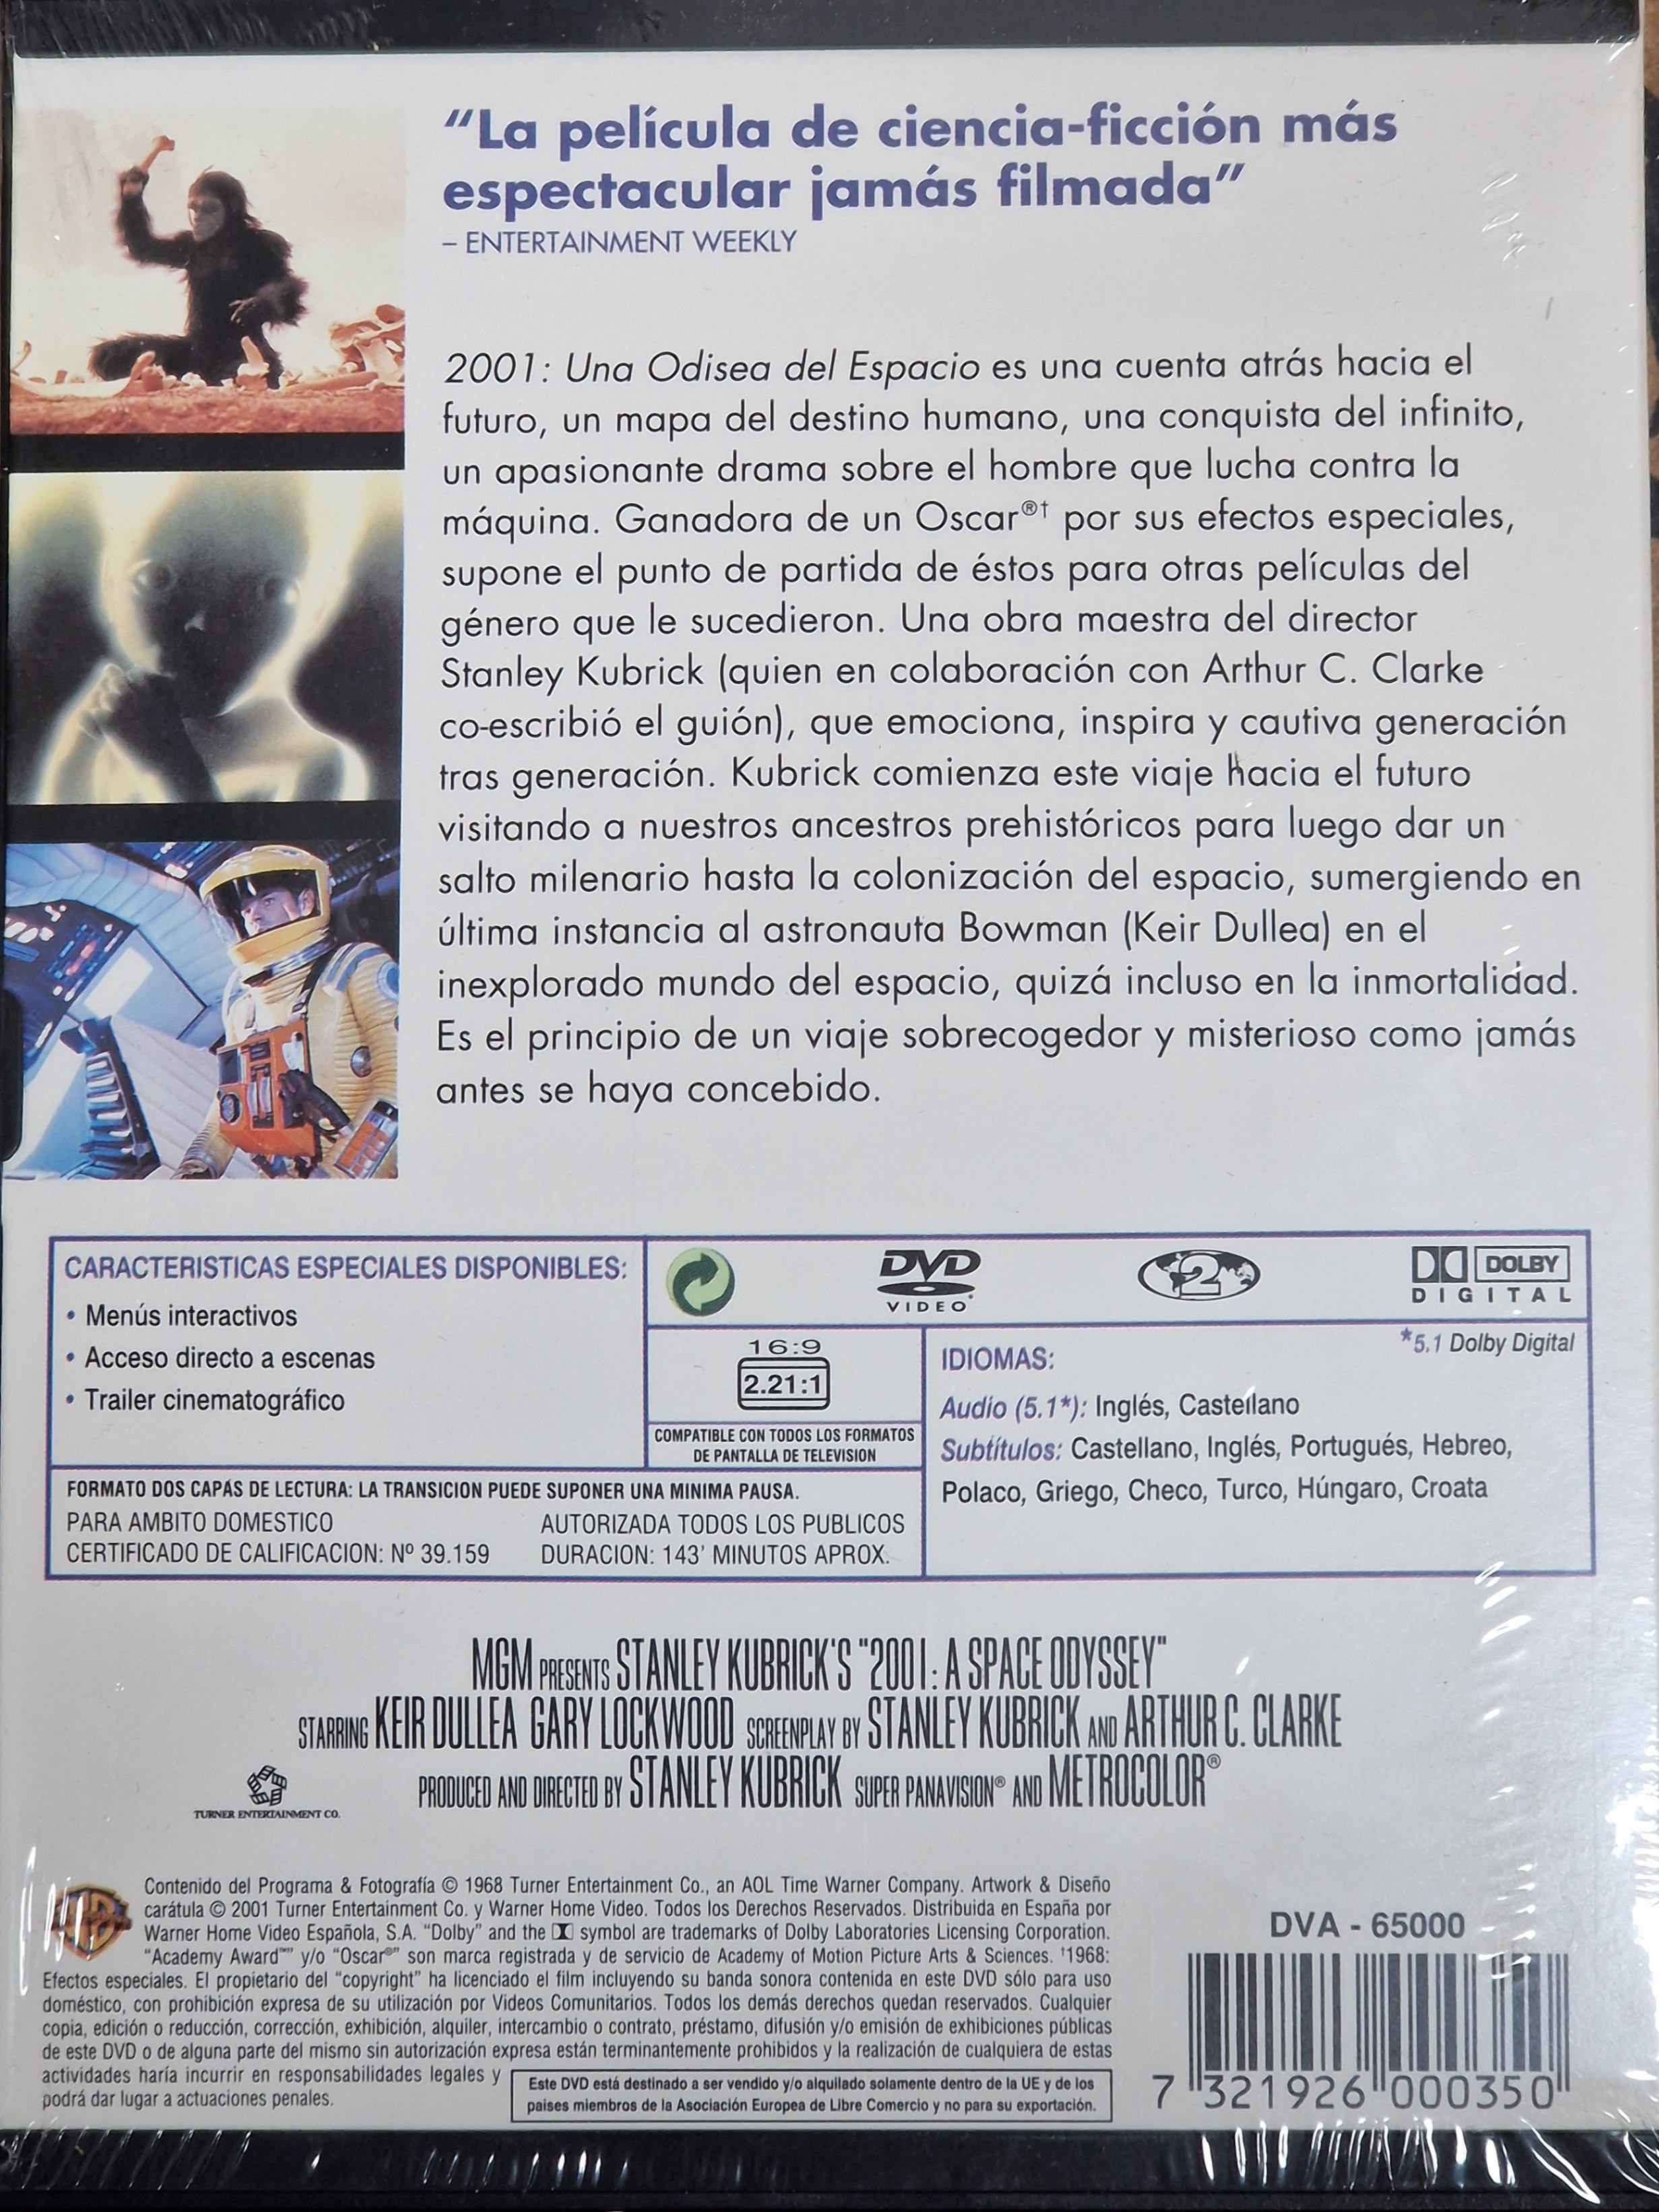 “La película de ciencia-ficción más
espectacular jamás filmada”
– ENTERTAINMENT WEEKLY
2001: Una Odisea del Espacio es una cuenta atrás hacia el
futuro, un mapa del destino humano, una conquista del infinito,
un apasionante drama sobre el hombre que lucha contra la
máquina. Ganadora de un Oscar®† por sus efectos especiales,
supone el punto de partida de éstos para otras películas del
género que le sucedieron. Una obra maestra del director
Stanley Kubrick (quien en colaboración con Arthur C. Clarke
co-escribió el guión), que emociona, inspira y cautiva generación
tras generación. Kubrick comienza este viaje hacia el futuro
visitando a nuestros ancestros prehistóricos para luego dar un
salto milenario hasta la colonización del espacio, sumergiendo en
última instancia al astronauta Bowman (Keir Dullea) en el
inexplorado mundo del espacio, quizá incluso en la inmortalidad.
Es el principio de un viaje sobrecogedor y misterioso como jamás
antes se haya concebido.
CARACTERISTICAS ESPECIALES DISPONIBLES:
• Menús interactivos
• Acceso directo a escenas
• Trailer cinematográfico
DVD
VIDEO
2
DOLBY
DIGITAL
16:9
2.21:1
COMPATIBLE CON TODOS LOS FORMATOS
DE PANTALLA DE TELEVISION
*5.1 Dolby Digital
IDIOMAS:
Audio (5.1*): Inglés, Castellano
Subtítulos: Castellano, Inglés, Portugués, Hebreo,
Polaco, Griego, Checo, Turco, Húngaro, Croata
FORMATO DOS CAPAS DE LECTURA: LA TRANSICION PUEDE SUPONER UNA MINIMA PAUSA.
PARA AMBITO DOMESTICO AUTORIZADA TODOS LOS PUBLICOS
CERTIFICADO DE CALIFICACION: Nº 39.159 DURACION: 143' MINUTOS APROX.
MGM PRESENTS STANLEY KUBRICK'S "2001: A SPACE ODYSSEY"
STARRING KEIR DULLEA GARY LOCKWOOD SCREENPLAY BY STANLEY KUBRICK AND ARTHUR C. CLARKE
PRODUCED AND DIRECTED BY STANLEY KUBRICK SUPER PANAVISION® AND METROCOLOR®
TURNER ENTERTAINMENT CO.
WB
Contenido del Programa & Fotografía © 1968 Turner Entertainment Co., an AOL Time Warner Company. Artwork & Diseño
carátula © 2001 Turner Entertainment Co. y Warner Home Video. Todos los Derechos Reservados. Distribuida en España por
Warner Home Video Española, S.A. “Dolby” and the symbol are trademarks of Dolby Laboratories Licensing Corporation.
“Academy Award™” y/o “Oscar®” son marca registrada y de servicio de Academy of Motion Picture Arts & Sciences. †1968:
Efectos especiales. El propietario del “copyright” ha licenciado el film incluyendo su banda sonora contenida en este DVD sólo para uso
doméstico, con prohibición expresa de su utilización por Videos Comunitarios. Todos los demás derechos quedan reservados. Cualquier
copia, edición o reducción, corrección, exhibición, alquiler, intercambio o contrato, préstamo, difusión y/o emisión de exhibiciones públicas
de este DVD o de alguna parte del mismo sin autorización expresa están terminantemente prohibidos y la realización de cualquiera de estas
actividades haría incurrir en responsabilidades legales y
podrá dar lugar a actuaciones penales.
Este DVD está destinado a ser vendido y/o alquilado solamente dentro de la UE y de los
paises miembros de la Asociación Europea de Libre Comercio y no para su exportación.
DVA - 65000
7 321926 000350